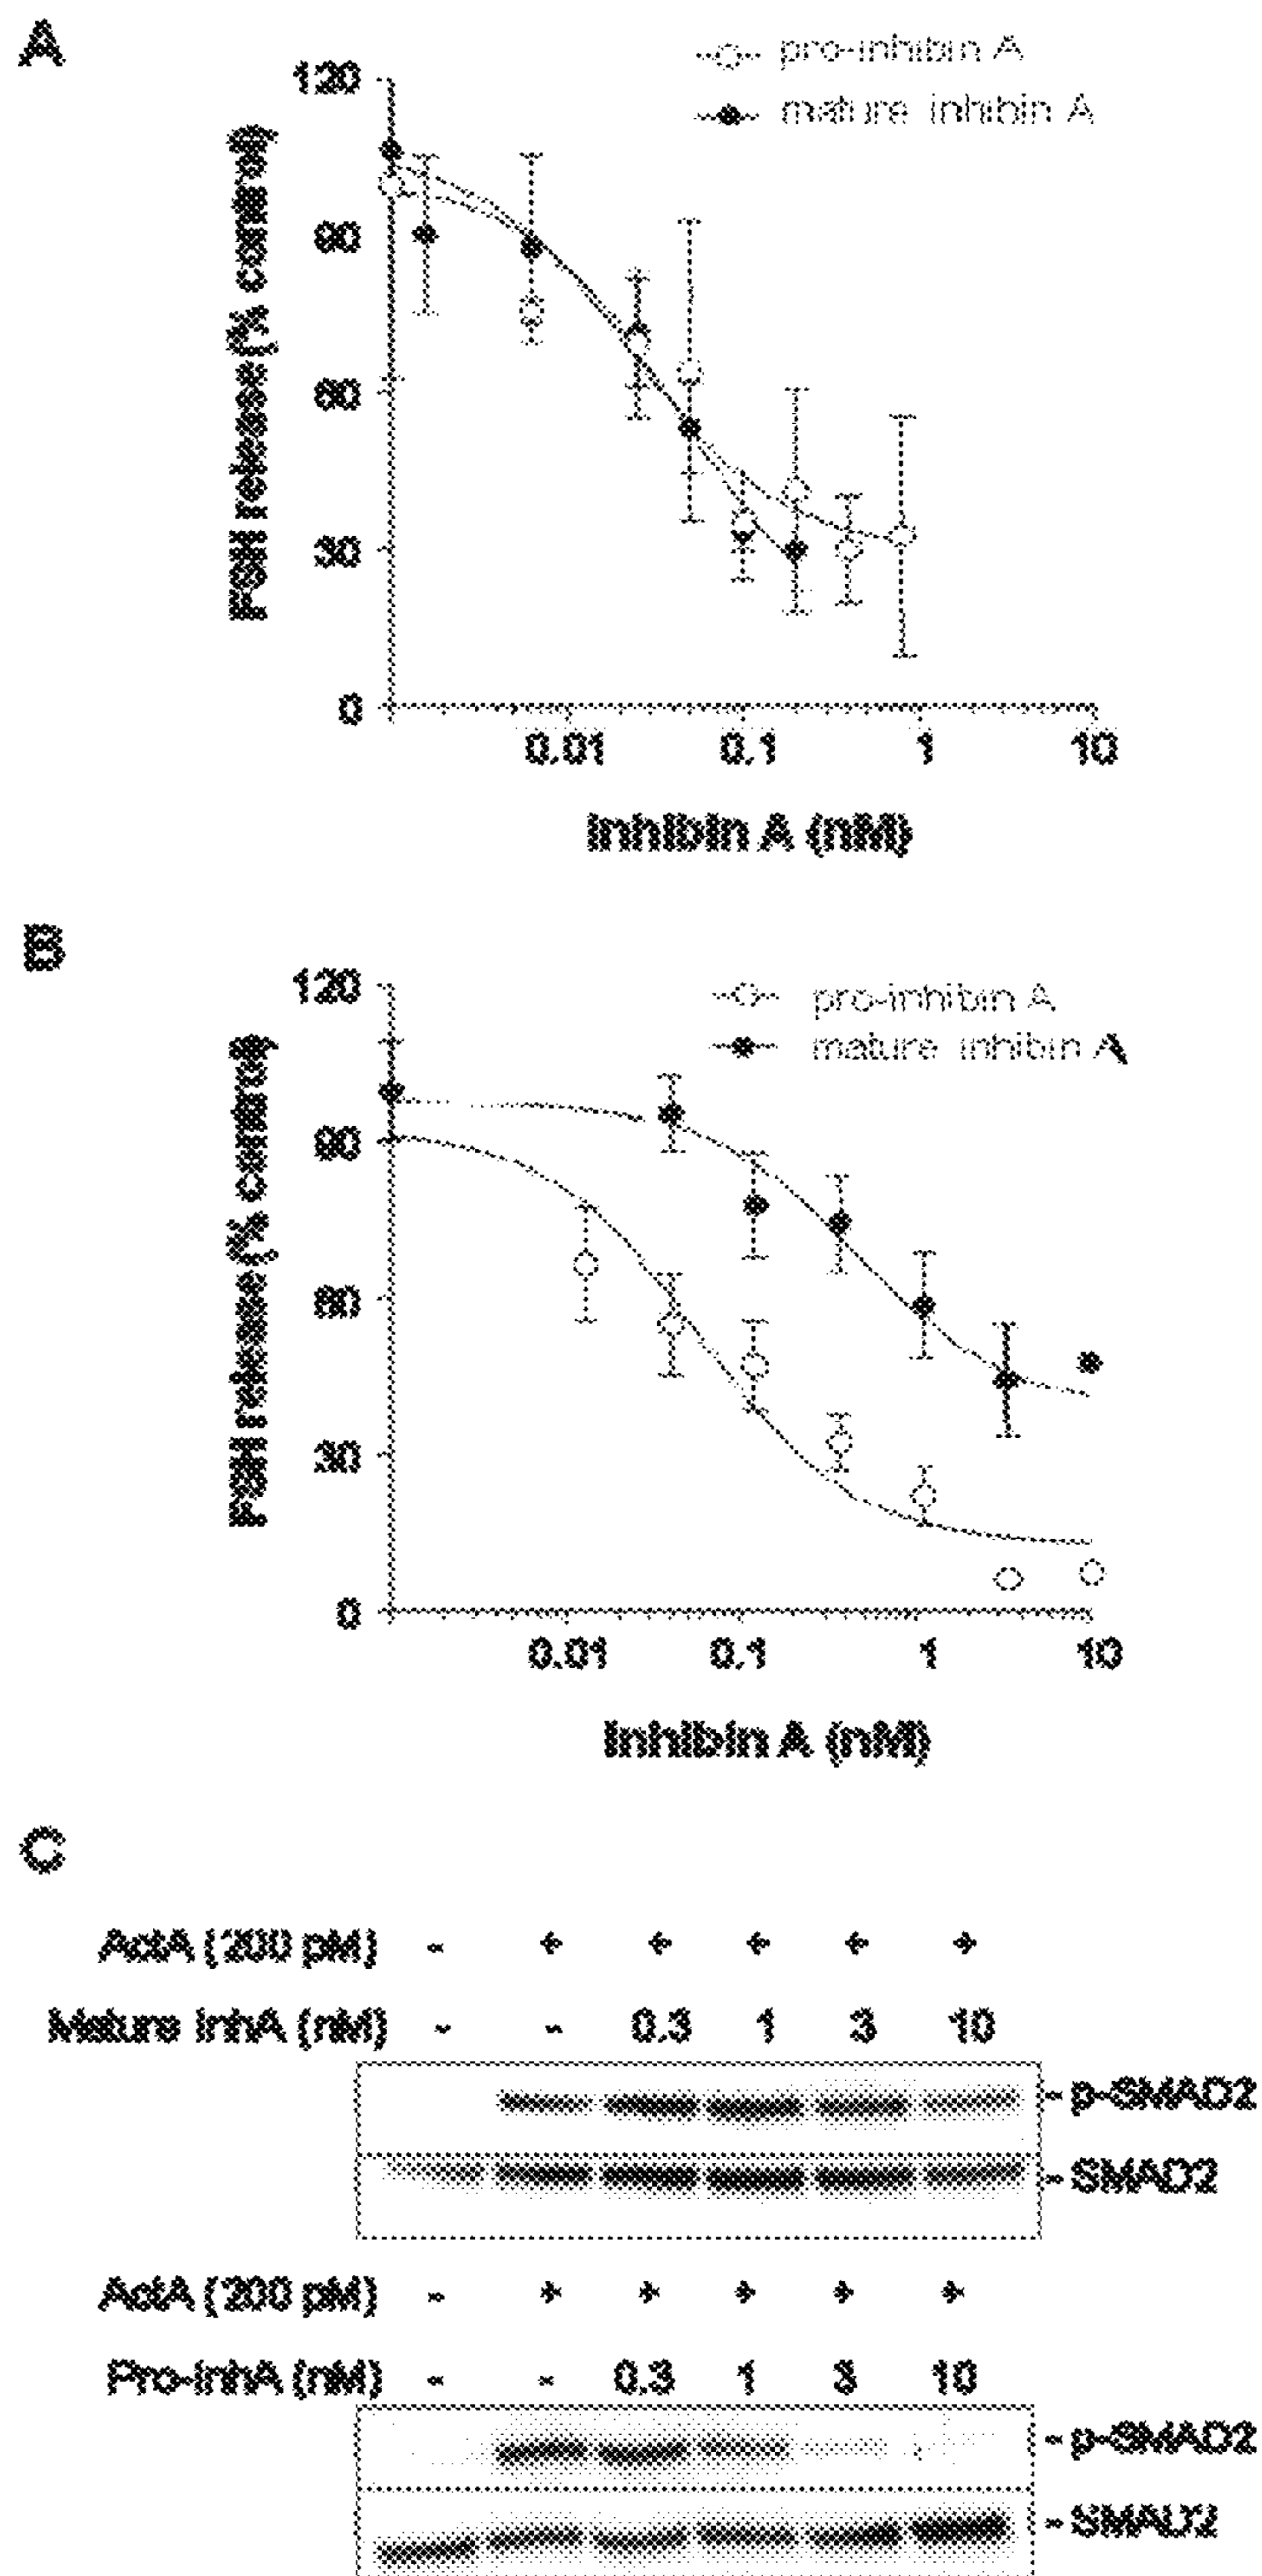 A
pro-inhibin A
mature inhibin A
120
90
60
30
0
FSH release (% control)
0.01 0.1 1 10
Inhibin A (nM)
B
pro-inhibin A
mature inhibin A
120
90
60
30
0
FSH release (% control)
0.01 0.1 1 10
Inhibin A (nM)
C
ActA (200 pM) - + + + + +
Mature InhA (nM) - - 0.3 1 3 10
- p-SMAD2
- SMAD2
ActA (200 pM) - + + + + +
Pro-InhA (nM) - - 0.3 1 3 10
- p-SMAD2
- SMAD2